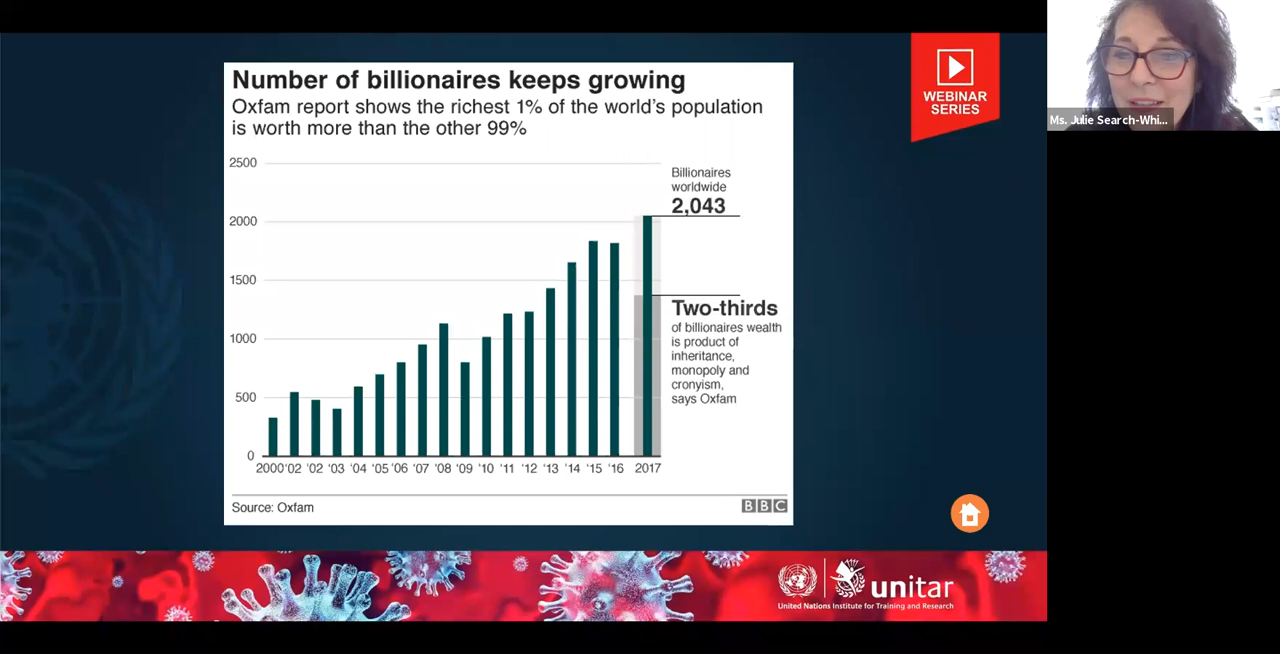 Number of billionaires keeps growing
Oxfam report shows the richest 1% of the world's population
is worth more than the other 99%
2500
2000
1500
1000
500
0
2000 '02 '02 '03 '04 '05 '06 '07 '08 '09 '10 '11 '12 '13 '14 '15 '16 2017
Billionaires
worldwide
2,043
Two-thirds
of billionaires wealth
is product of
inheritance,
monopoly and
cronyism,
says Oxfam
Source: Oxfam
BBC
WEBINAR
SERIES
Ms. Julie Search-Whi...
unitar
United Nations Institute for Training and Research